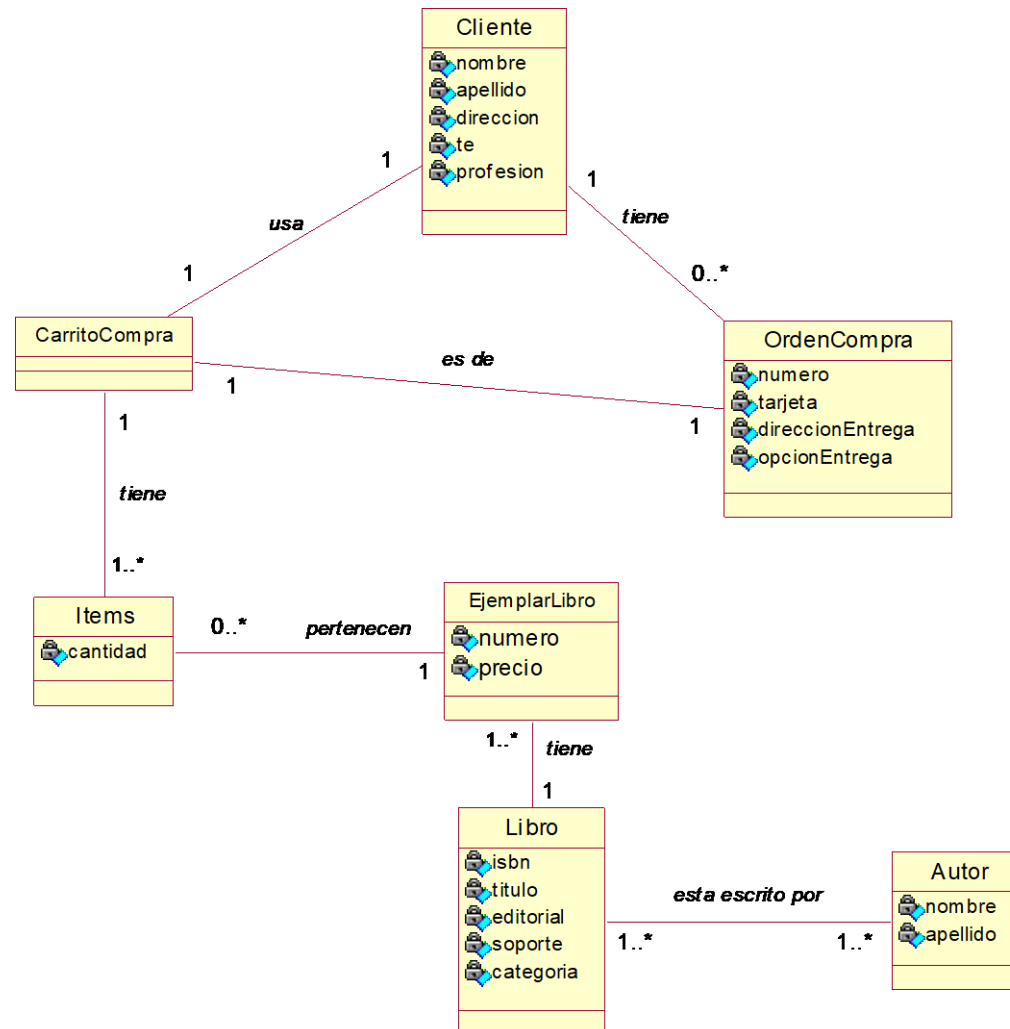 Cliente
nombre
apellido
direccion
te
profesion
1
1
usa
tiene
1
0..*
CarritoCompra
OrdenCompra
numero
tarjeta
direccionEntrega
opcionEntrega
es de
1
1
1
tiene
1..*
Items
cantidad
0..*
pertenecen
1
EjemplarLibro
numero
precio
1..*
tiene
1
Libro
isbn
titulo
editorial
soporte
categoria
esta escrito por
1..*
1..*
Autor
nombre
apellido